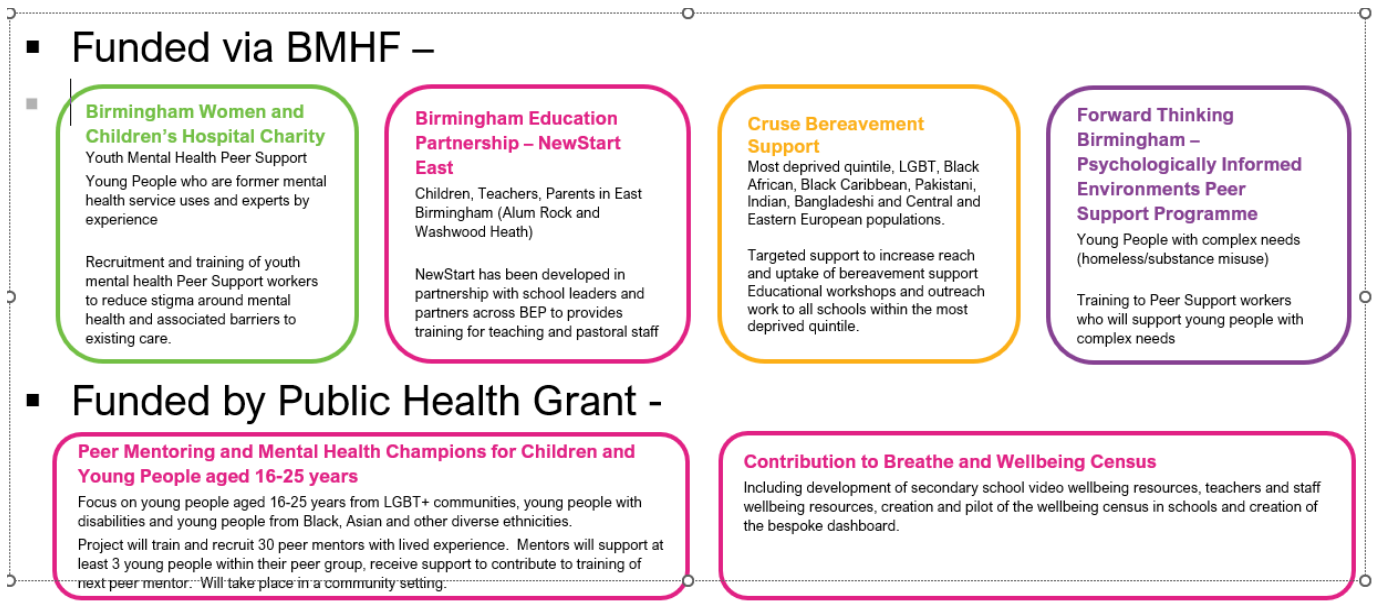 Funded via BMHF –
Birmingham Women and
Children's Hospital Charity
Youth Mental Health Peer Support
Young People who are former mental
health service uses and experts by
experience
Recruitment and training of youth
mental health Peer Support workers
to reduce stigma around mental
health and associated barriers to
existing care.
Birmingham Education
Partnership – NewStart
East
Children, Teachers, Parents in East
Birmingham (Alum Rock and
Washwood Heath)
NewStart has been developed in
partnership with school leaders and
partners across BEP to provides
training for teaching and pastoral staff
Cruse Bereavement
Support
Most deprived quintile, LGBT, Black
African, Black Caribbean, Pakistani,
Indian, Bangladeshi and Central and
Eastern European populations.
Targeted support to increase reach
and uptake of bereavement support
Educational workshops and outreach
work to all schools within the most
deprived quintile.
Forward Thinking
Birmingham –
Psychologically Informed
Environments Peer
Support Programme
Young People with complex needs
(homeless/substance misuse)
Training to Peer Support workers
who will support young people with
complex needs
Funded by Public Health Grant -
Peer Mentoring and Mental Health Champions for Children and
Young People aged 16-25 years
Focus on young people aged 16-25 years from LGBT+ communities, young people with
disabilities and young people from Black, Asian and other diverse ethnicities.
Project will train and recruit 30 peer mentors with lived experience.  Mentors will support at
least 3 young people within their peer group, receive support to contribute to training of
next peer mentor.  Will take place in a community setting.
Contribution to Breathe and Wellbeing Census
Including development of secondary school video wellbeing resources, teachers and staff
wellbeing resources, creation and pilot of the wellbeing census in schools and creation of
the bespoke dashboard.